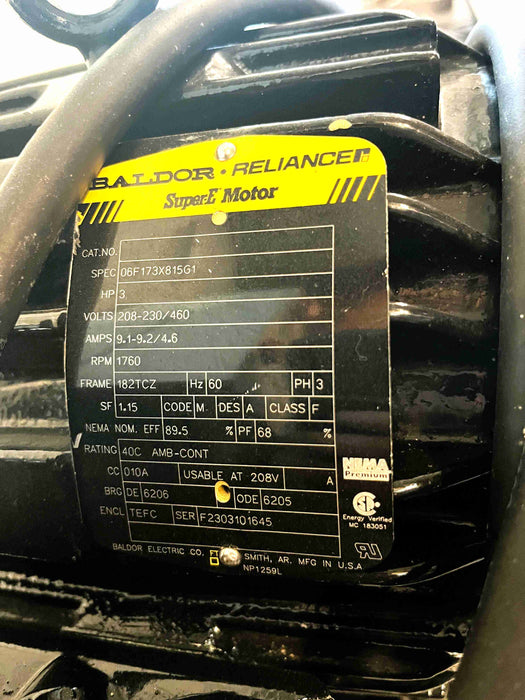 BALDOR • RELIANCE
Super-E Motor
CAT.NO.
SPEC 06F173X815G1
HP 3
VOLTS 208-230/460
AMPS 9.1-9.2/4.6
RPM 1760
FRAME 182TCZ Hz 60 PH 3
SF 1.15 CODE M DES A CLASS F
NEMA NOM. EFF 89.5 % PF 68 %
RATING 40C AMB-CONT
CC 010A USABLE AT 208V A
BRG DE 6206 ODE 6205
ENCL TEFC SER F2303101645
BALDOR ELECTRIC CO. FT SMITH, AR. MFG IN U.S.A
NP1259L
NEMA
Premium
Energy Verified
MC 183051